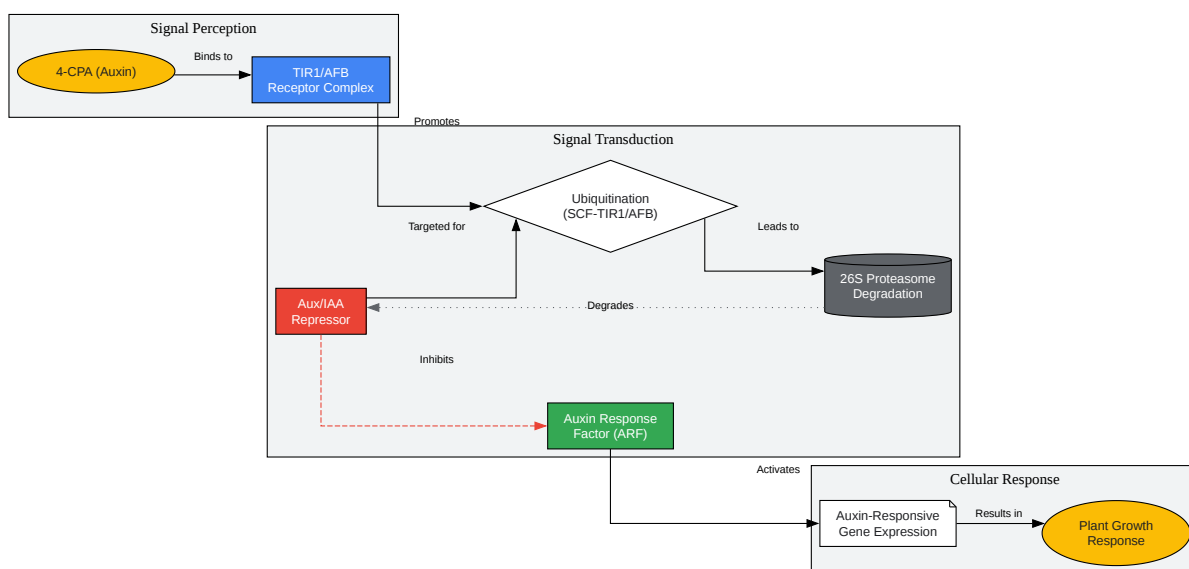 Signal Perception
4-CPA (Auxin)
Binds to
TIR1/AFB
Receptor Complex
Promotes
Signal Transduction
Ubiquitination
(SCF-TIR1/AFB)
Targeted for
Leads to
26S Proteasome
Degradation
Aux/IAA
Repressor
Degrades
Inhibits
Auxin Response
Factor (ARF)
Activates
Cellular Response
Auxin-Responsive
Gene Expression
Results in
Plant Growth
Response